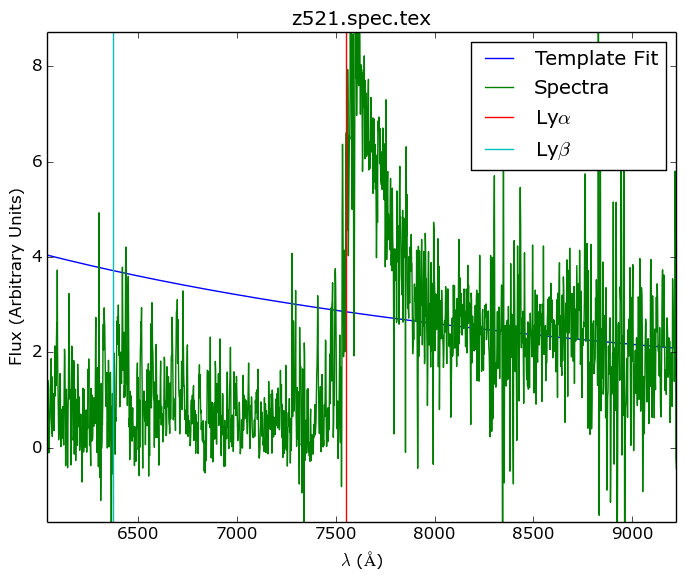 z521.spec.tex
Template Fit
Spectra
Lyα
Lyβ
Flux (Arbitrary Units)
8
6
4
2
0
6500 7000 7500 8000 8500 9000
λ (Å)